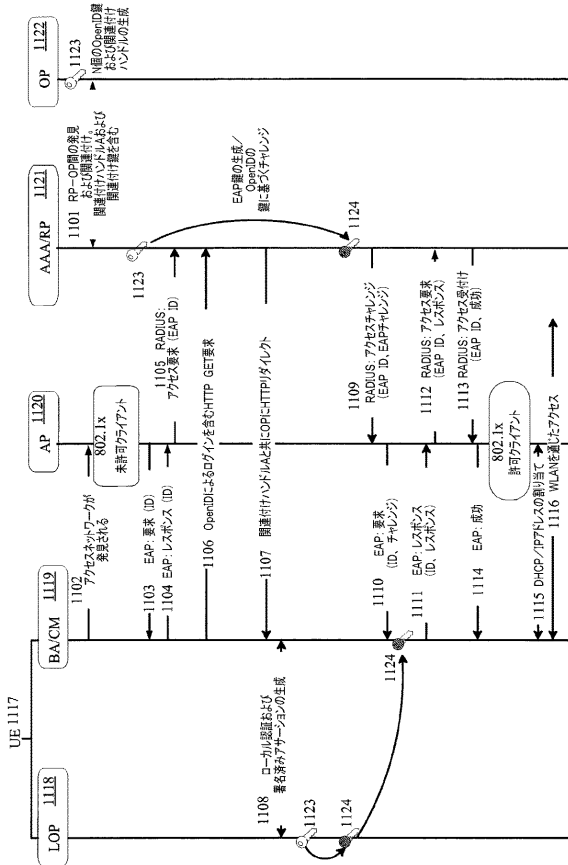 UE 1117
LOP 1118
BA/CM 1119
AP 1120
AAA/RP 1121
OP 1122
1123
N個のOpenID鍵
および関連付け
ハンドルの生成
1101 RP－OP間の発見
および関連付け。
関連付けハンドルAおよび
関連付け鍵を含む
1123
1102
アクセスネットワークが
発見される
802.1x
未許可クライアント
1103 EAP: 要求 (ID)
1104 EAP: レスポンス (ID)
1105 RADIUS:
アクセス要求 (EAP ID)
1106 OpenIDによるログインを含むHTTP GET要求
1107 関連付けハンドルAと共にOPにHTTPリダイレクト
EAP鍵の生成／
OpenIDの
鍵に基づくチャレンジ
1108 ローカル認証および
署名済みアサーションの生成
1123
1124
1124
1109
RADIUS: アクセスチャレンジ
(EAP ID、EAPチャレンジ)
1110 EAP: 要求
(ID、チャレンジ)
1124
1111 EAP: レスポンス
(ID、レスポンス)
1112 RADIUS: アクセス要求
(EAP ID、レスポンス)
1113 RADIUS: アクセス受付け
(EAP ID、成功)
1114 EAP: 成功
802.1x
許可クライアント
1115 DHCP／IPアドレスの割り当て
1116 WLANを通じたアクセス